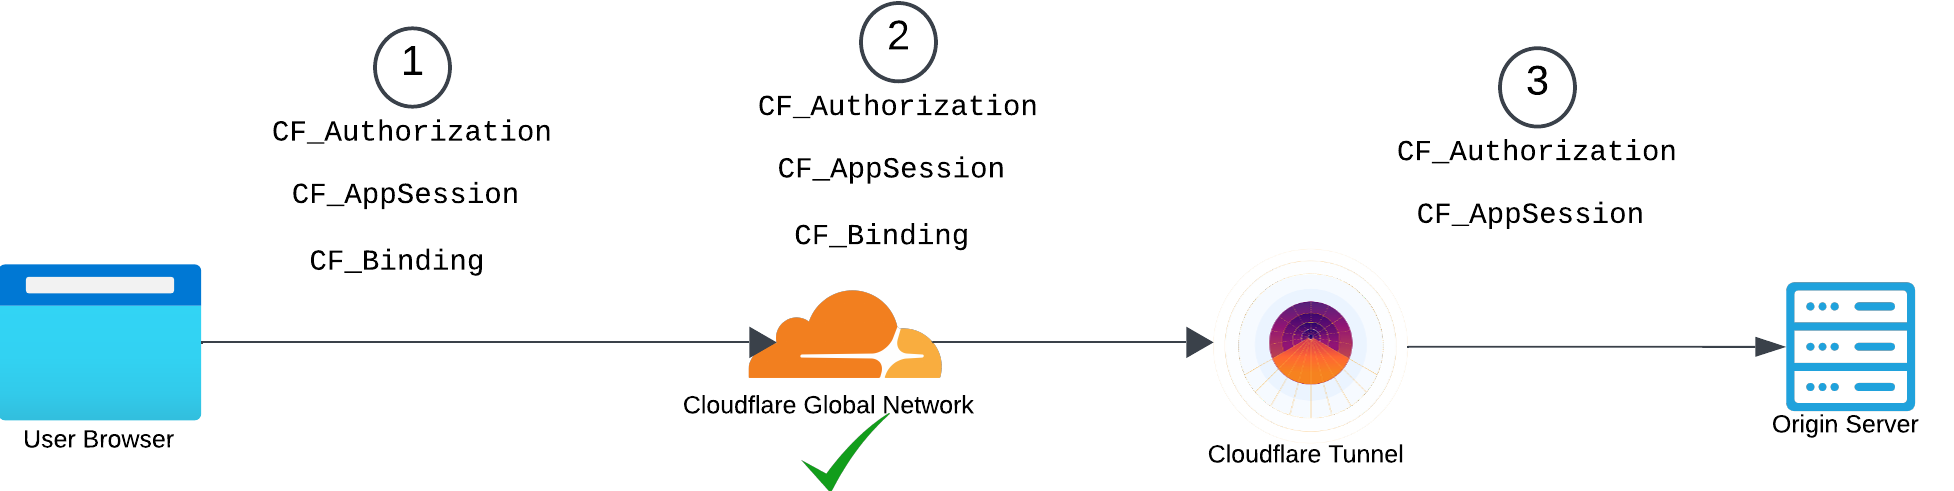 1
CF_Authorization
CF_AppSession
CF_Binding
2
CF_Authorization
CF_AppSession
CF_Binding
3
CF_Authorization
CF_AppSession
User Browser
Cloudflare Global Network
Cloudflare Tunnel
Origin Server